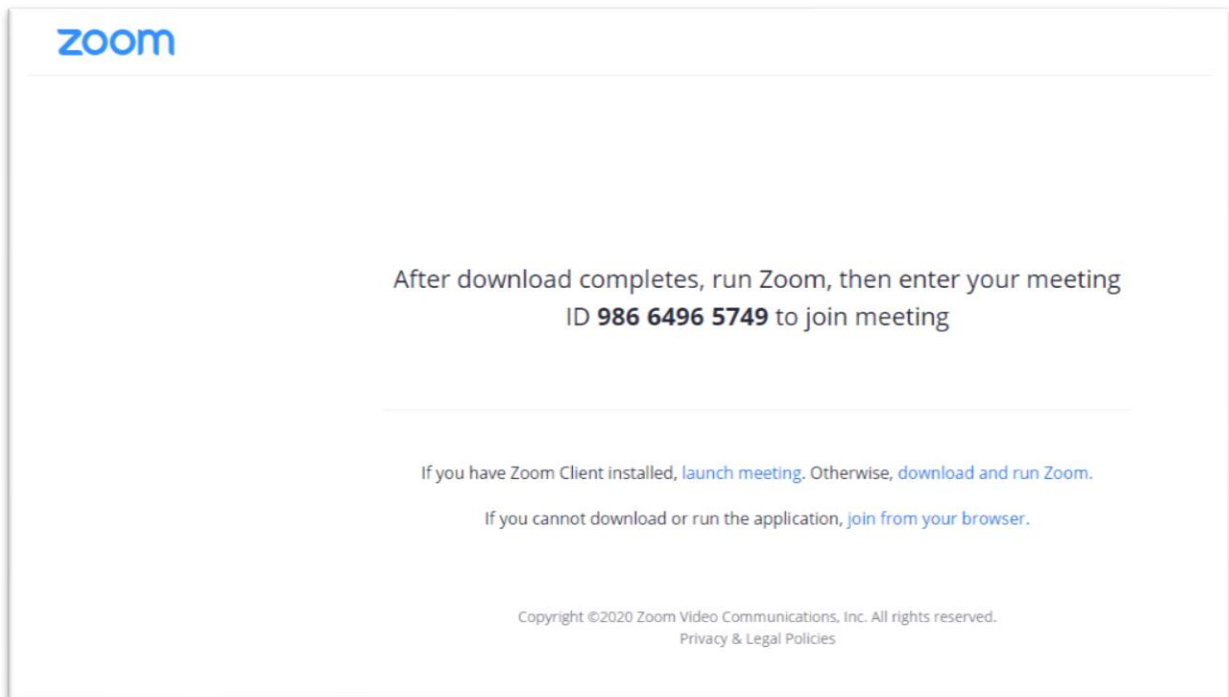 zoom
After download completes, run Zoom, then enter your meeting
ID 986 6496 5749 to join meeting
If you have Zoom Client installed, launch meeting. Otherwise, download and run Zoom.
If you cannot download or run the application, join from your browser.
Copyright ©2020 Zoom Video Communications, Inc. All rights reserved.
Privacy & Legal Policies